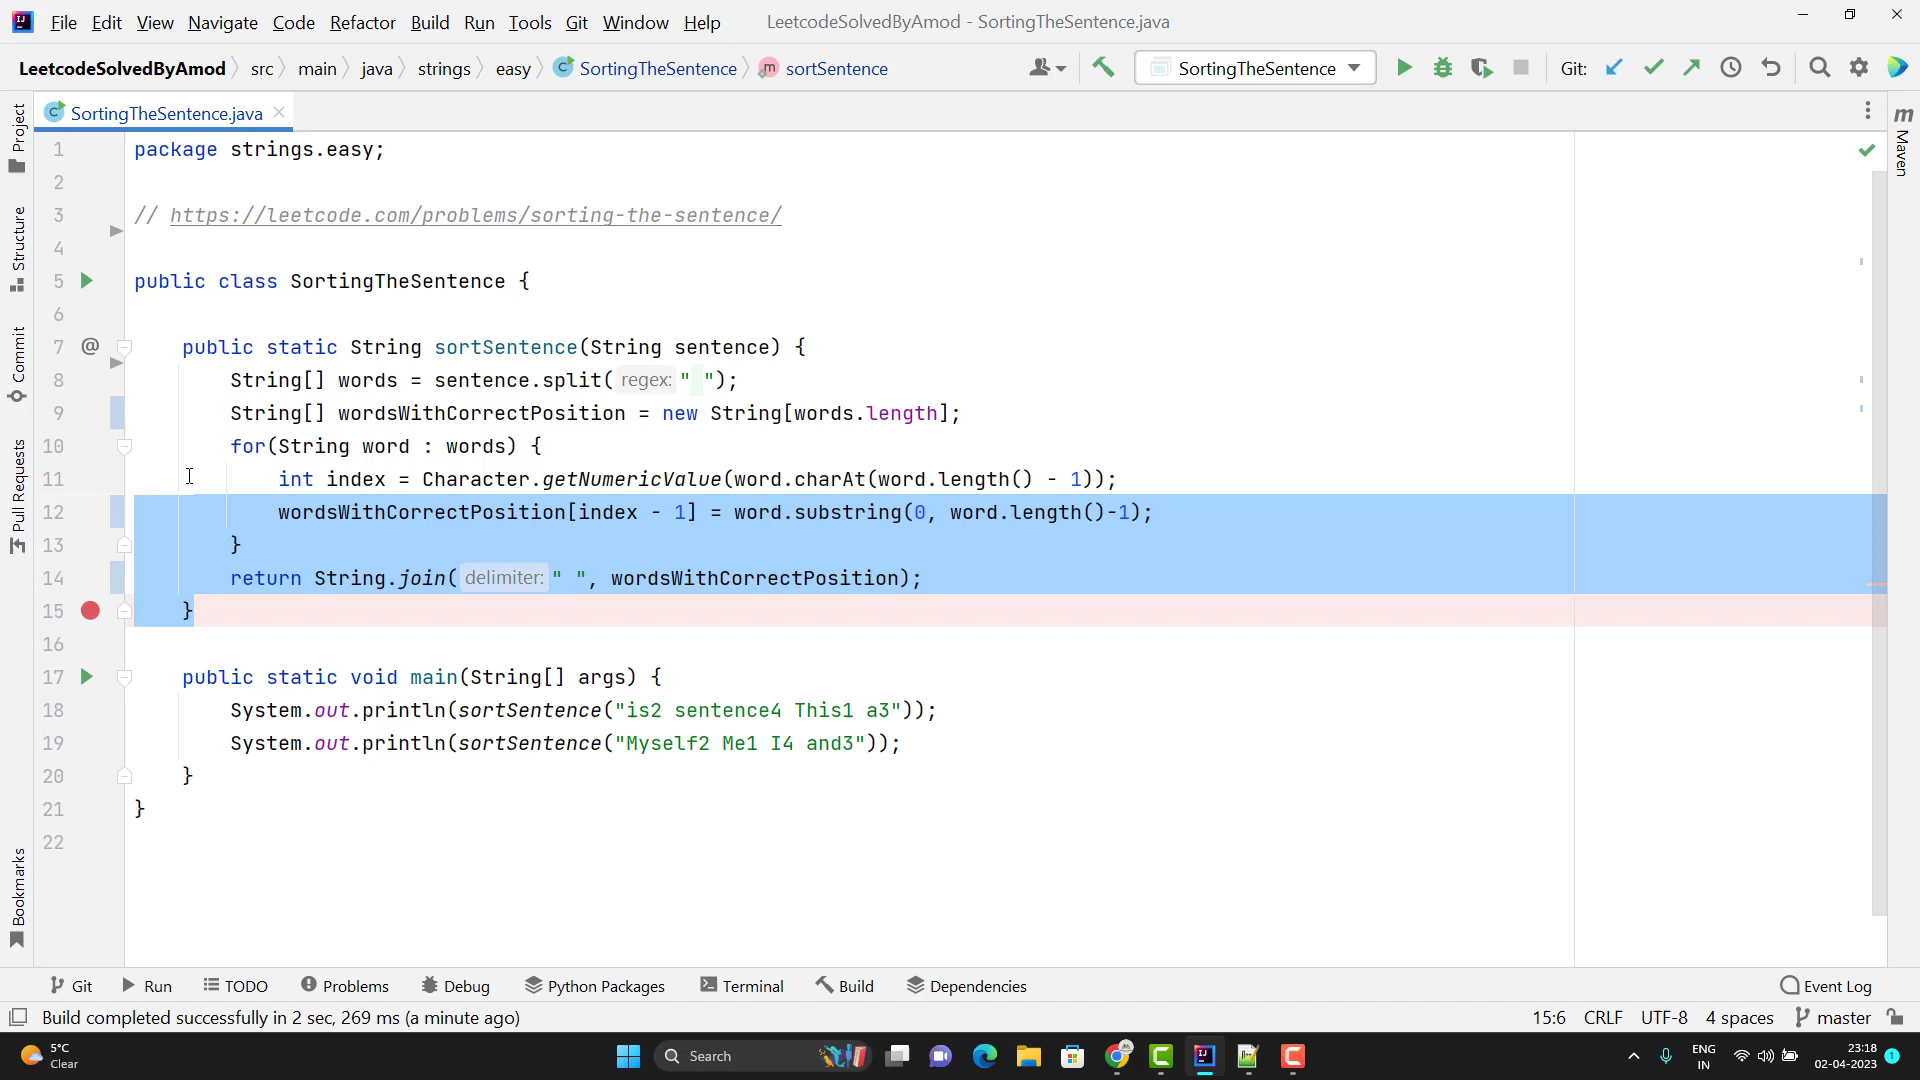 File Edit View Navigate Code Refactor Build Run Tools Git Window Help LeetcodeSolvedByAmod - SortingTheSentence.java
LeetcodeSolvedByAmod src main java strings easy SortingTheSentence sortSentence SortingTheSentence Git:
SortingTheSentence.java
Project
Structure
Commit
Pull Requests
Bookmarks
Maven
1 package strings.easy;
2
3 // https://leetcode.com/problems/sorting-the-sentence/
4
5 public class SortingTheSentence {
6
7 @ public static String sortSentence(String sentence) {
8 String[] words = sentence.split( regex: " ");
9 String[] wordsWithCorrectPosition = new String[words.length];
10 for(String word : words) {
11 int index = Character.getNumericValue(word.charAt(word.length() - 1));
12 wordsWithCorrectPosition[index - 1] = word.substring(0, word.length()-1);
13 }
14 return String.join( delimiter: " ", wordsWithCorrectPosition);
15 }
16
17 public static void main(String[] args) {
18 System.out.println(sortSentence("is2 sentence4 This1 a3"));
19 System.out.println(sortSentence("Myself2 Me1 I4 and3"));
20 }
21 }
22
Git Run TODO Problems Debug Python Packages Terminal Build Dependencies Event Log
Build completed successfully in 2 sec, 269 ms (a minute ago) 15:6 CRLF UTF-8 4 spaces master
5°C
Clear
Search
ENG
IN
23:18
02-04-2023
1